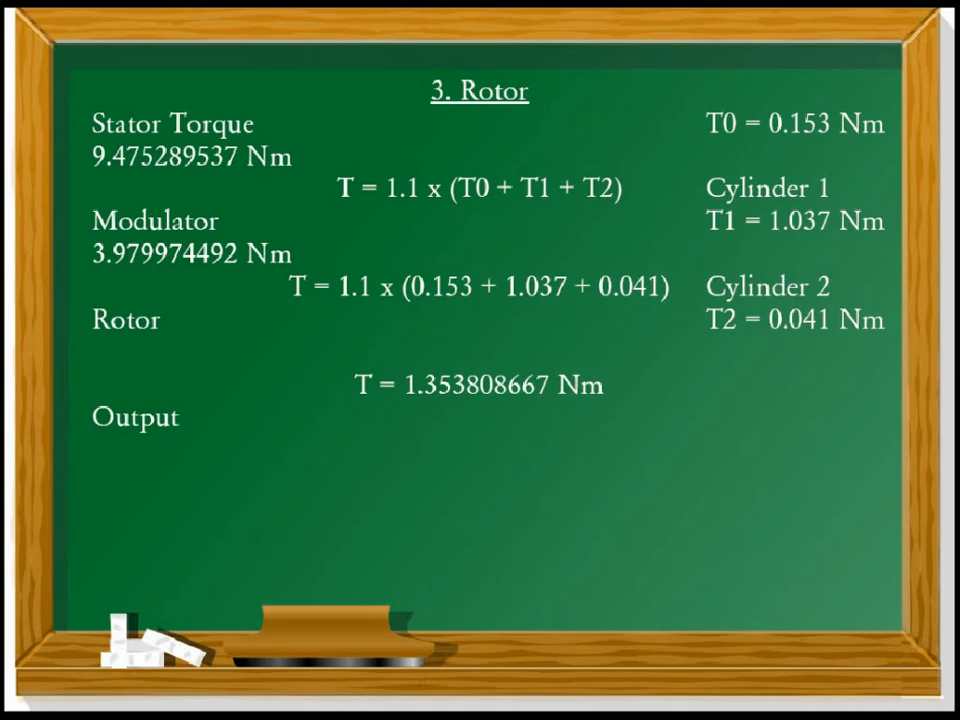 3. Rotor
Stator Torque
T0 = 0.153 Nm
9.475289537 Nm
T = 1.1 x (T0 + T1 + T2)
Cylinder 1
Modulator
T1 = 1.037 Nm
3.979974492 Nm
T = 1.1 x (0.153 + 1.037 + 0.041)
Cylinder 2
Rotor
T2 = 0.041 Nm
T = 1.353808667 Nm
Output